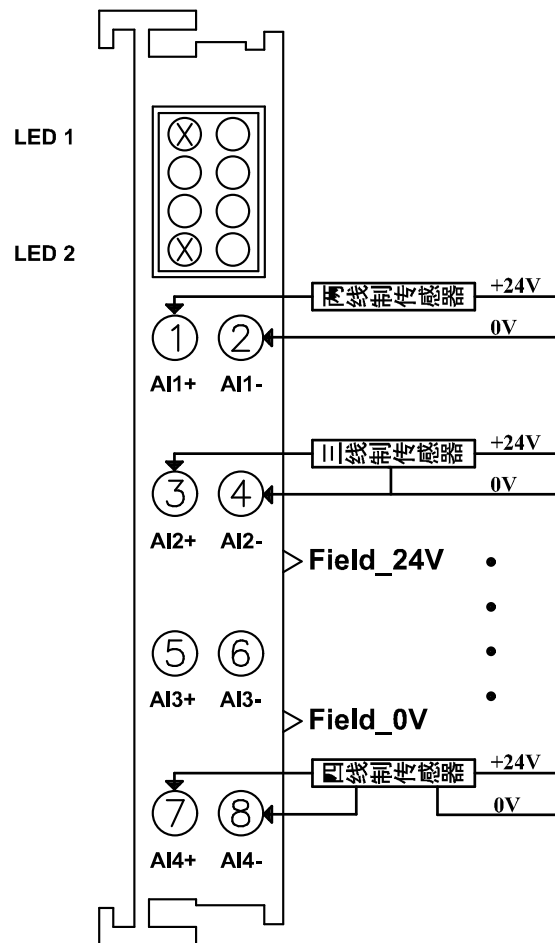 LED 1
LED 2
两线制传感器 +24V
0V
1 2
AI1+ AI1-
三线制传感器 +24V
0V
3 4
AI2+ AI2-
Field_24V
5 6
AI3+ AI3-
Field_0V
四线制传感器 +24V
0V
7 8
AI4+ AI4-